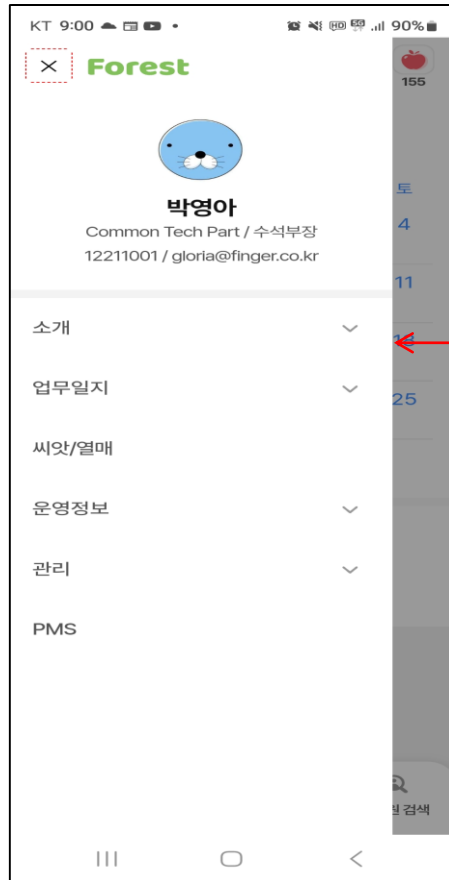 KT 9:00
90%
Forest
155
박영아
Common Tech Part / 수석부장
12211001 / gloria@finger.co.kr
토
4
11
소개
18
업무일지
25
씨앗/열매
운영정보
관리
PMS
검색